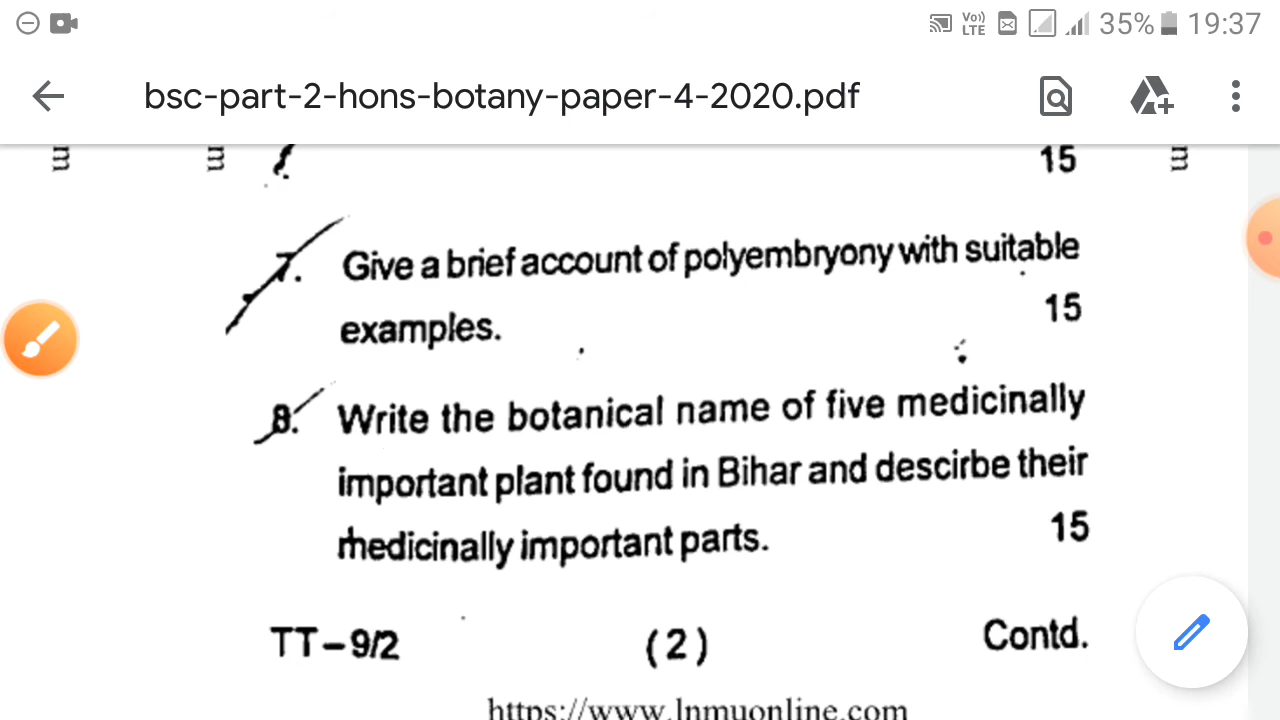 Vo)) LTE 35% 19:37
bsc-part-2-hons-botany-paper-4-2020.pdf
m m 15 m
7. Give a brief account of polyembryony with suitable
examples. 15
8. Write the botanical name of five medicinally
important plant found in Bihar and descirbe their
medicinally important parts. 15
TT-9/2 (2) Contd.
https://www.lnmuonline.com